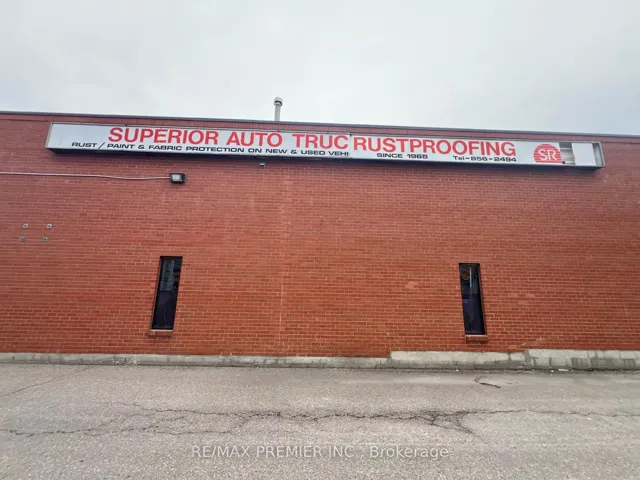 SUPERIOR AUTO TRUC RUSTPROOFING
RUST / PAINT & FABRIC PROTECTION ON NEW & USED VEHI SINCE 1965 Tel-856-2494
SR
RE/MAX PREMIER INC., Brokerage